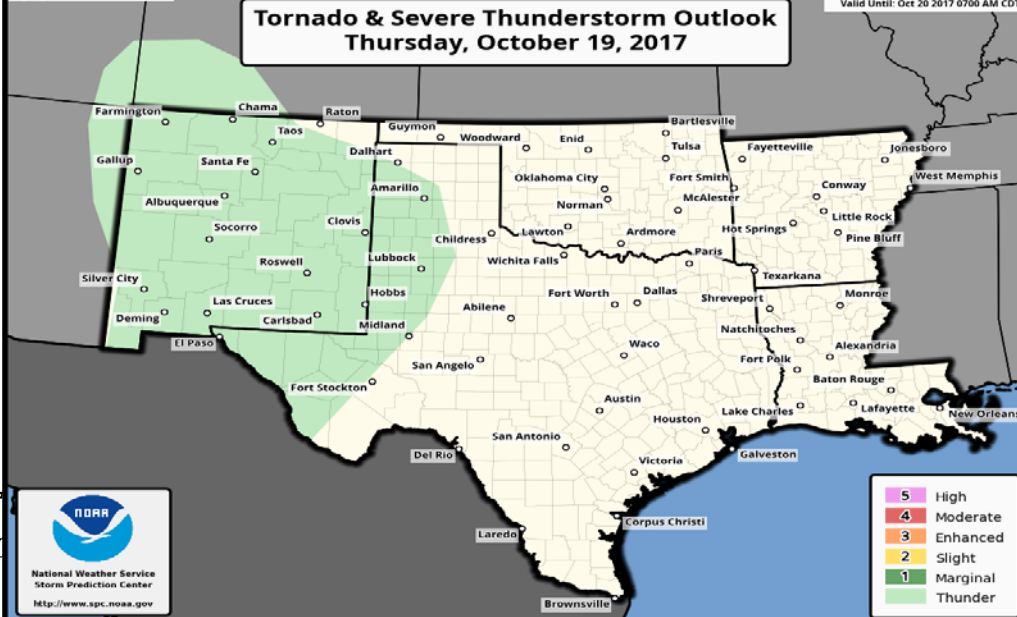 Valid Until: Oct 20 2017 0700 AM CDT
Tornado & Severe Thunderstorm Outlook
Thursday, October 19, 2017
Farmington
Chama
Raton
Taos
Guymon
Woodward
Enid
Bartlesville
Tulsa
Fayetteville
Jonesboro
Gallup
Santa Fe
Dalhart
Oklahoma City
Fort Smith
West Memphis
Albuquerque
Amarillo
Norman
McAlester
Conway
Little Rock
Socorro
Clovis
Childress
Lawton
Ardmore
Hot Springs
Pine Bluff
Roswell
Lubbock
Wichita Falls
Paris
Texarkana
Silver City
Las Cruces
Hobbs
Abilene
Fort Worth
Dallas
Shreveport
Monroe
Deming
Carlsbad
Midland
Natchitoches
El Paso
San Angelo
Waco
Fort Polk
Alexandria
Fort Stockton
Austin
Baton Rouge
Houston
Lake Charles
Lafayette
New Orleans
San Antonio
Del Rio
Victoria
Galveston
Laredo
Corpus Christi
Brownsville
NOAA
National Weather Service
Storm Prediction Center
http://www.spc.noaa.gov
5 High
4 Moderate
3 Enhanced
2 Slight
1 Marginal
Thunder